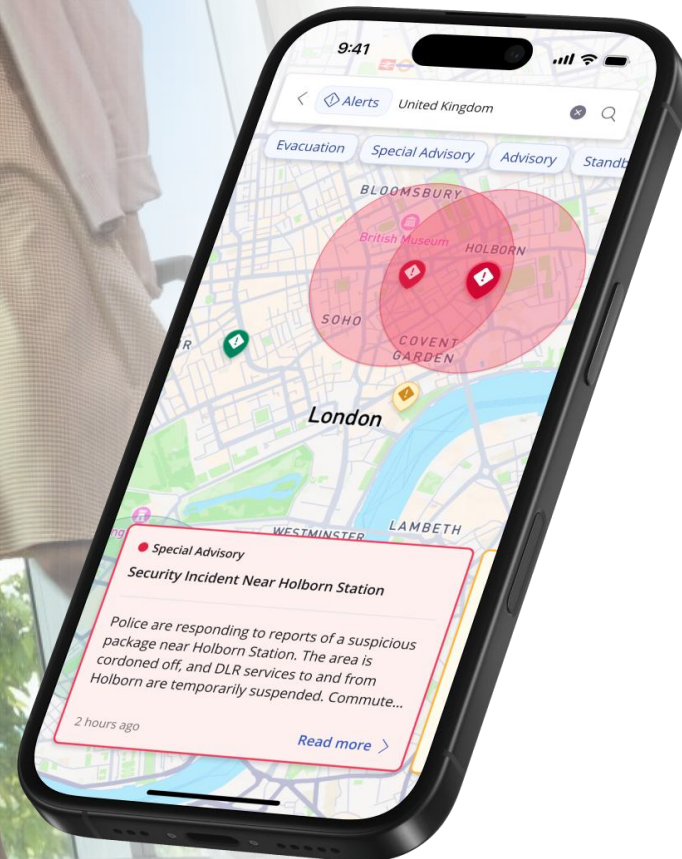 9:41
Alerts United Kingdom
Evacuation Special Advisory Advisory Standb
BLOOMSBURY
British Museum
HOLBORN
SOHO
COVENT
GARDEN
R
London
LAMBETH
WESTMINSTER
ng
Special Advisory
Security Incident Near Holborn Station
Police are responding to reports of a suspicious
package near Holborn Station. The area is
cordoned off, and DLR services to and from
Holborn are temporarily suspended. Commute...
2 hours ago
Read more